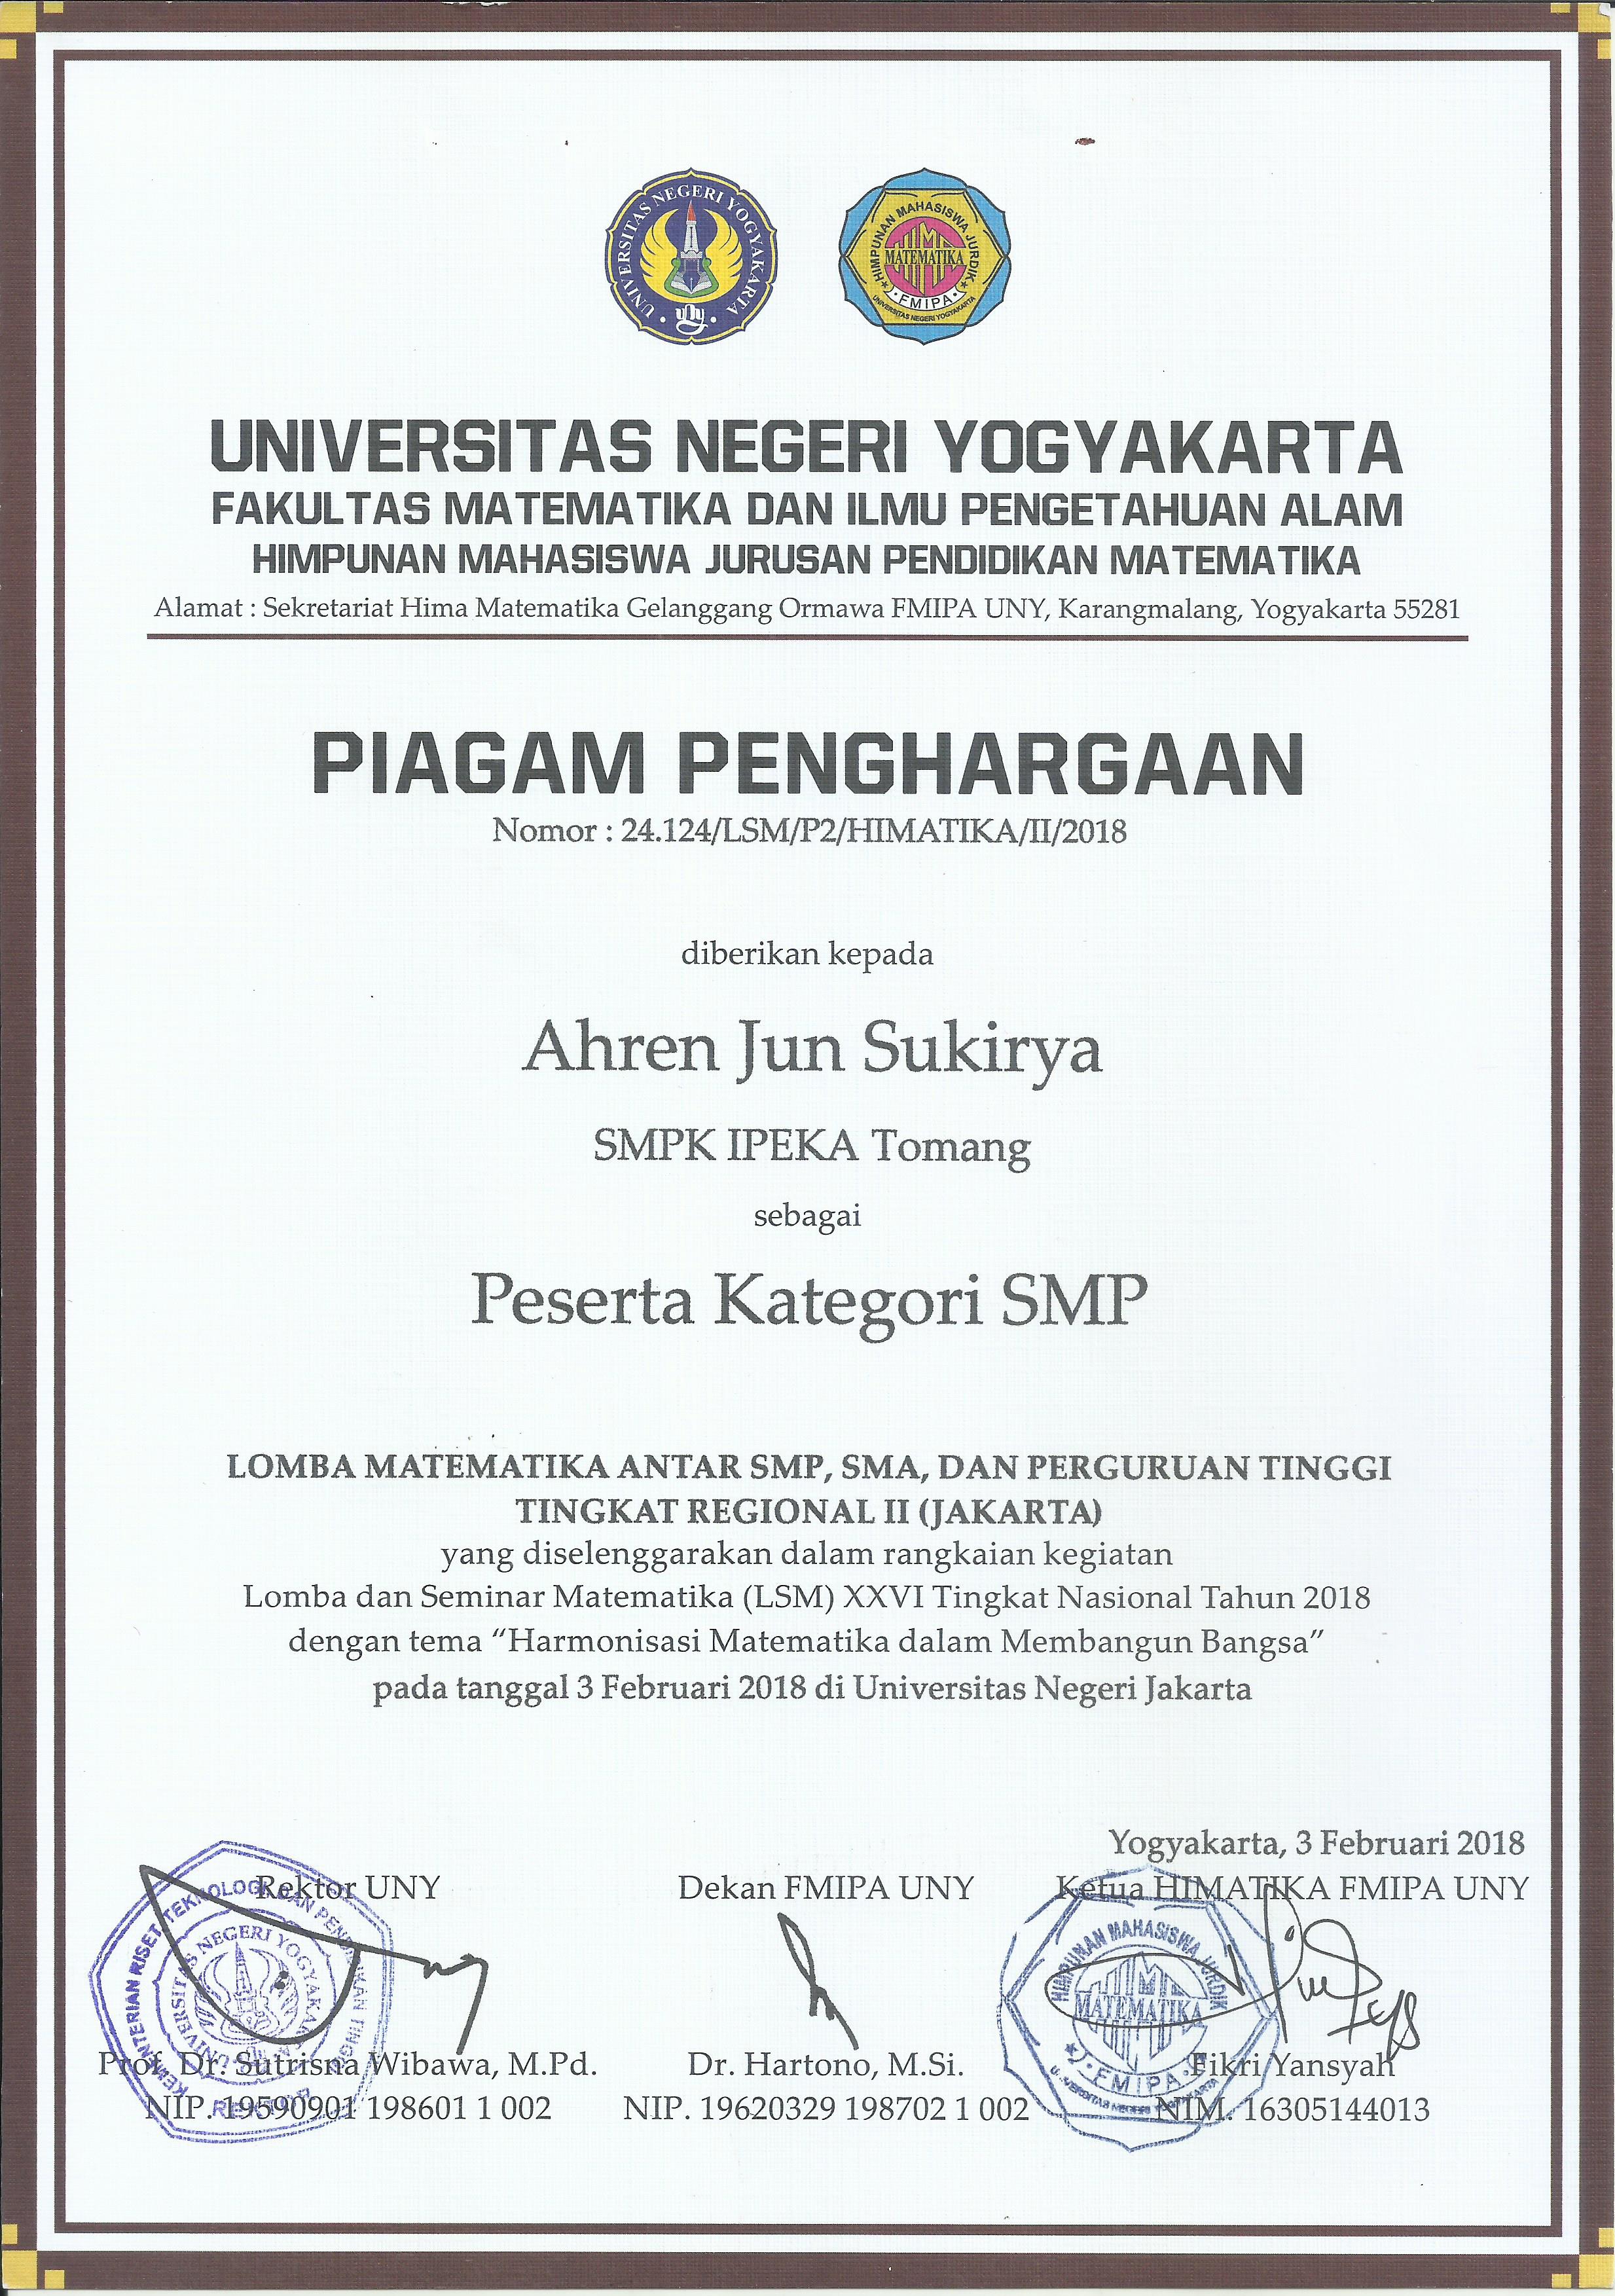 UNIVERSITAS NEGERI YOGYAKARTA
uny
HIMPUNAN MAHASISWA JURDIK
MATEMATIKA
FMIPA
UNIVERSITAS NEGERI YOGYAKARTA
UNIVERSITAS NEGERI YOGYAKARTA
FAKULTAS MATEMATIKA DAN ILMU PENGETAHUAN ALAM
HIMPUNAN MAHASISWA JURUSAN PENDIDIKAN MATEMATIKA
Alamat : Sekretariat Hima Matematika Gelanggang Ormawa FMIPA UNY, Karangmalang, Yogyakarta 55281
PIAGAM PENGHARGAAN
Nomor : 24.124/LSM/P2/HIMATIKA/II/2018
diberikan kepada
Ahren Jun Sukirya
SMPK IPEKA Tomang
sebagai
Peserta Kategori SMP
LOMBA MATEMATIKA ANTAR SMP, SMA, DAN PERGURUAN TINGGI
TINGKAT REGIONAL II (JAKARTA)
yang diselenggarakan dalam rangkaian kegiatan
Lomba dan Seminar Matematika (LSM) XXVI Tingkat Nasional Tahun 2018
dengan tema “Harmonisasi Matematika dalam Membangun Bangsa”
pada tanggal 3 Februari 2018 di Universitas Negeri Jakarta
Yogyakarta, 3 Februari 2018
Rektor UNY
Dekan FMIPA UNY
Ketua HIMATIKA FMIPA UNY
KEMENTERIAN RISET TEKNOLOGI DAN PENDIDIKAN TINGGI
UNIVERSITAS NEGERI YOGYAKARTA
REKTOR
HIMPUNAN MAHASISWA JURDIK
MATEMATIKA
FMIPA
UNIVERSITAS NEGERI YOGYAKARTA
Prof. Dr. Sutrisna Wibawa, M.Pd.
Dr. Hartono, M.Si.
Fikri Yansyah
NIP. 19590901 198601 1 002
NIP. 19620329 198702 1 002
NIM. 16305144013